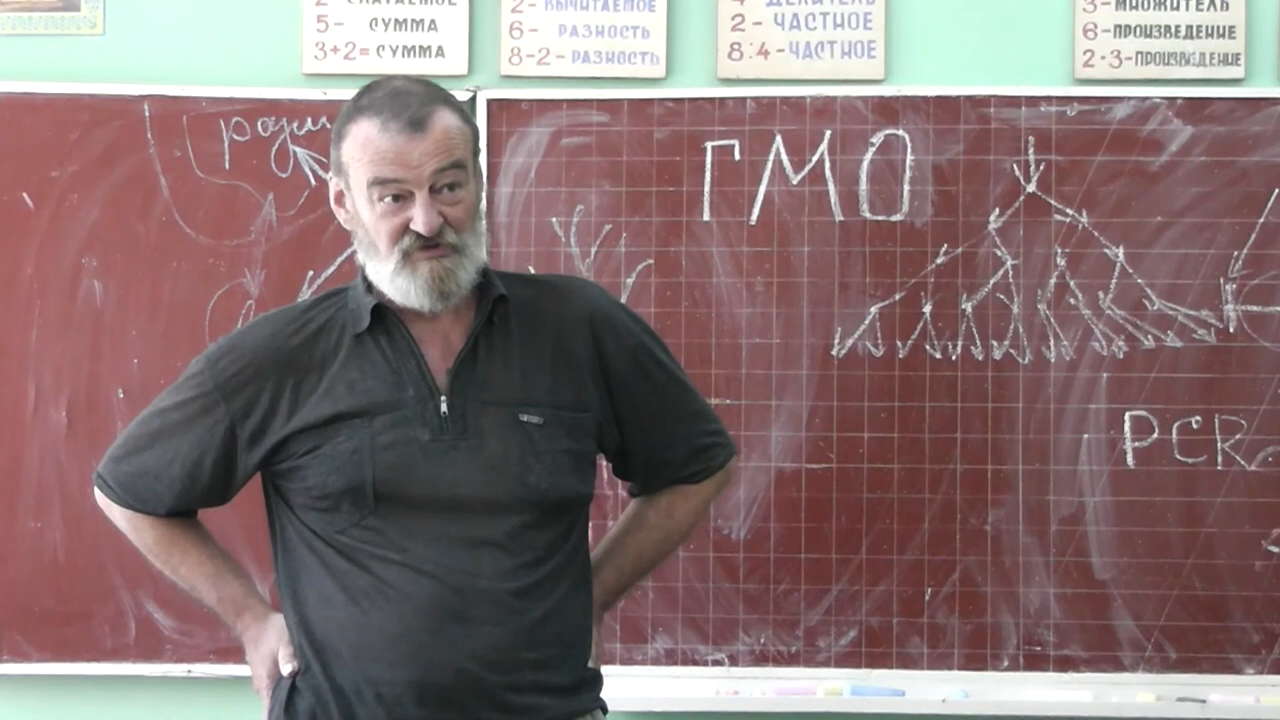 2- СЛАГАЕМОЕ
5- СУММА
3+2= СУММА
2- ВЫЧИТАЕМОЕ
6- РАЗНОСТЬ
8-2-РАЗНОСТЬ
4- ДЕЛИТЕЛЬ
2- ЧАСТНОЕ
8:4-ЧАСТНОЕ
3-МНОЖИТЕЛЬ
6-ПРОИЗВЕДЕНИЕ
2·3-ПРОИЗВЕДЕНИЕ
ГМО
PCR